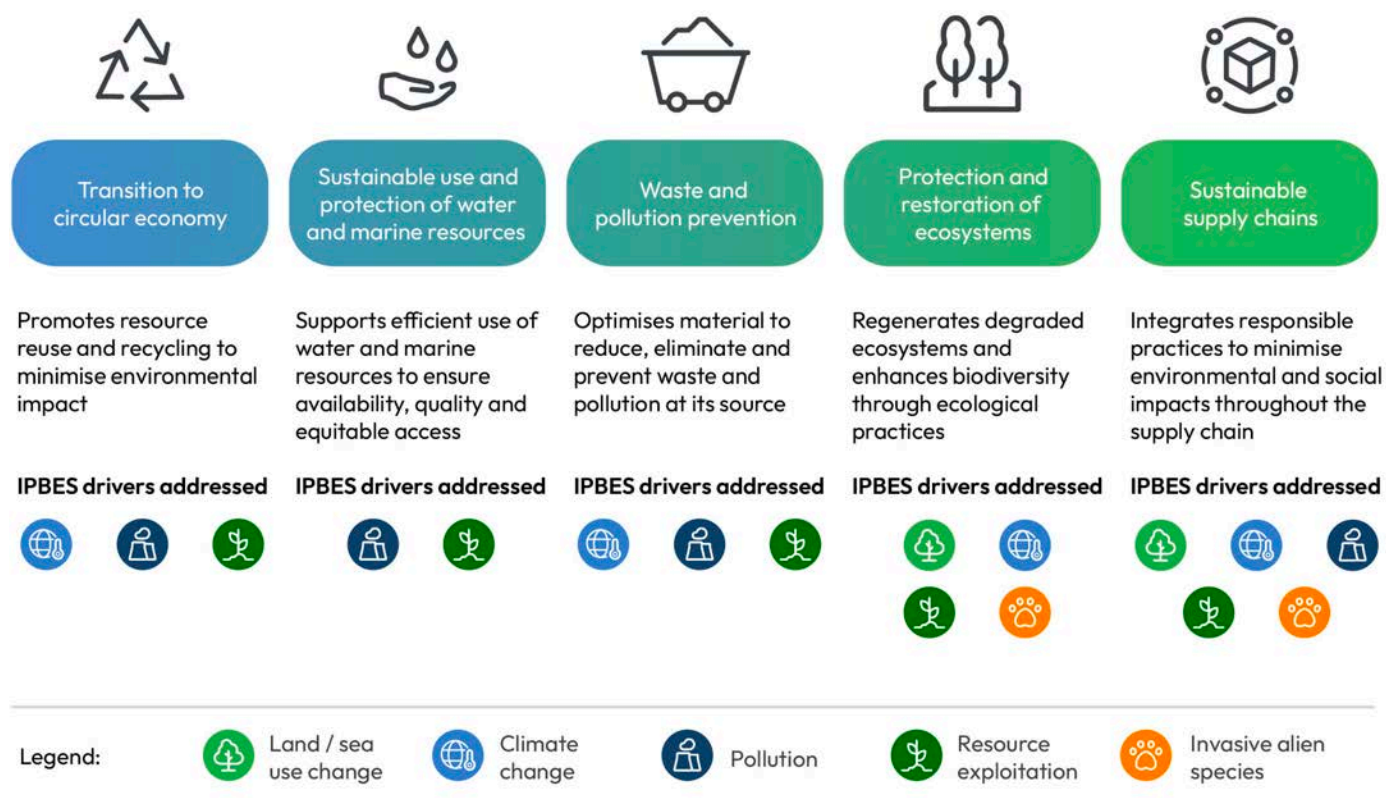 Transition to
circular economy
Sustainable use and
protection of water
and marine resources
Waste and
pollution prevention
Protection and
restoration of
ecosystems
Sustainable
supply chains
Promotes resource
reuse and recycling to
minimise environmental
impact
Supports efficient use of
water and marine
resources to ensure
availability, quality and
equitable access
Optimises material to
reduce, eliminate and
prevent waste and
pollution at its source
Regenerates degraded
ecosystems and
enhances biodiversity
through ecological
practices
Integrates responsible
practices to minimise
environmental and social
impacts throughout the
supply chain
IPBES drivers addressed
IPBES drivers addressed
IPBES drivers addressed
IPBES drivers addressed
IPBES drivers addressed
Legend:
Land / sea
use change
Climate
change
Pollution
Resource
exploitation
Invasive alien
species